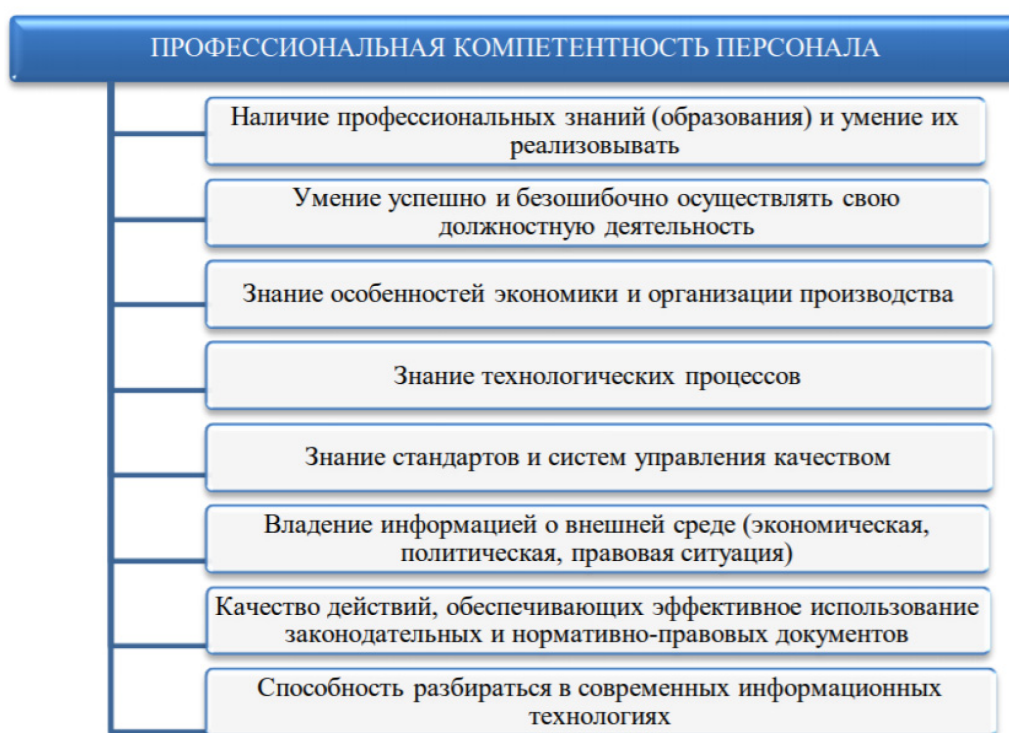 ПРОФЕССИОНАЛЬНАЯ КОМПЕТЕНТНОСТЬ ПЕРСОНАЛА
Наличие профессиональных знаний (образования) и умение их
реализовывать
Умение успешно и безошибочно осуществлять свою
должностную деятельность
Знание особенностей экономики и организации производства
Знание технологических процессов
Знание стандартов и систем управления качеством
Владение информацией о внешней среде (экономическая,
политическая, правовая ситуация)
Качество действий, обеспечивающих эффективное использование
законодательных и нормативно-правовых документов
Способность разбираться в современных информационных
технологиях